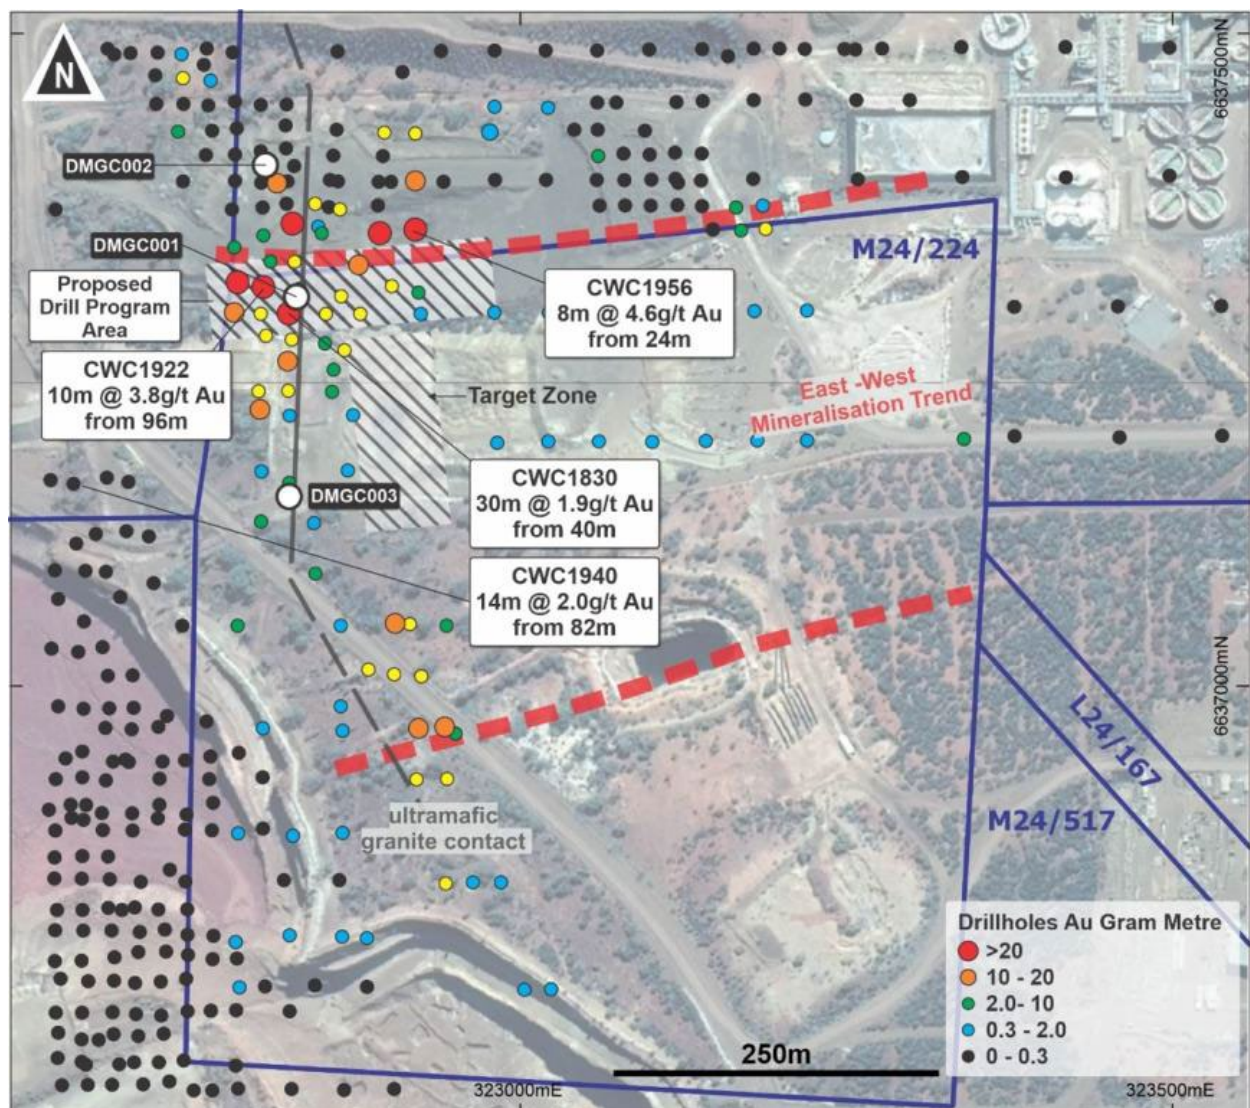 N
6637500mN
DMGC002
DMGC001
M24/224
Proposed
Drill Program
Area
CWC1956
8m @ 4.6g/t Au
from 24m
CWC1922
10m @ 3.8g/t Au
from 96m
Target Zone
East -West
Mineralisation Trend
CWC1830
30m @ 1.9g/t Au
from 40m
DMGC003
CWC1940
14m @ 2.0g/t Au
from 82m
6637000mN
L24/167
M24/517
ultramafic
granite contact
Drillholes Au Gram Metre
>20
10 - 20
2.0- 10
0.3 - 2.0
0 - 0.3
250m
323000mE
323500mE